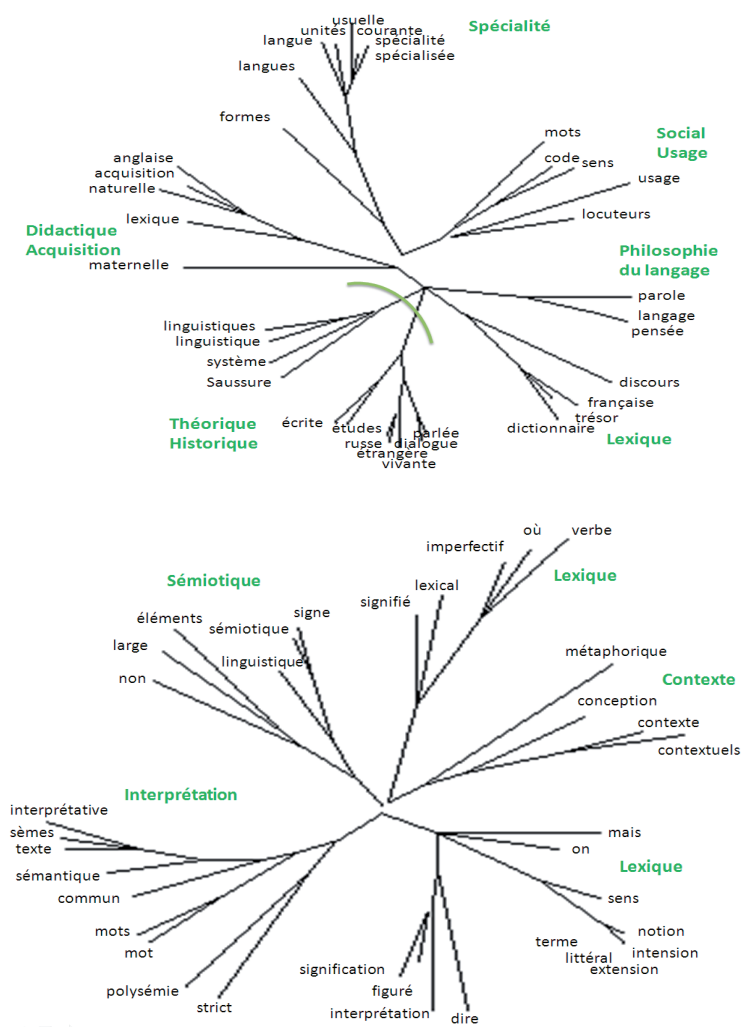 usuelle
unités courante
langue spécialité
spécialisée
Spécialité
langues
formes
mots
Social
Usage
code sens
usage
locuteurs
anglaise
acquisition
naturelle
lexique
Didactique
Acquisition
maternelle
Philosophie
du langage
parole
langage
pensée
linguistiques
linguistique
système
Saussure
discours
française
trésor
dictionnaire
Lexique
Théorique
Historique
écrite
études
parlée
russe dialogue
étrangère
vivante
où
verbe
imperfectif
Lexique
Sémiotique
lexical
signifié
éléments
signe
sémiotique
large
linguistique
non
métaphorique
Contexte
conception
contexte
contextuels
Interprétation
interprétative
sèmes
texte
sémantique
commun
mots
mot
polysémie
strict
mais
on
Lexique
sens
notion
terme
littéral
intension
extension
signification
figuré
interprétation
dire